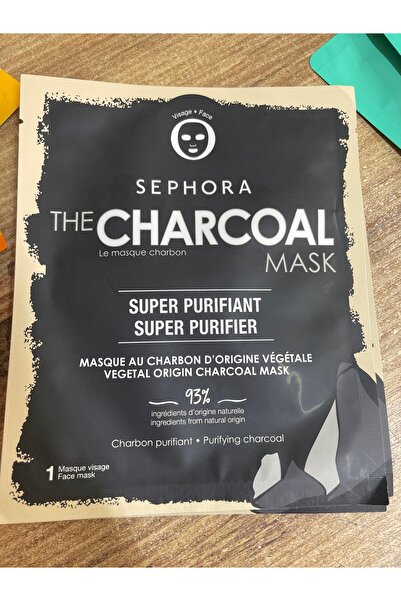 Visage • Face
SEPHORA
THE CHARCOAL
Le masque charbon
MASK
SUPER PURIFIANT
SUPER PURIFIER
MASQUE AU CHARBON D'ORIGINE VÉGÉTALE
VEGETAL ORIGIN CHARCOAL MASK
93%
ingrédients d'origine naturelle
ingredients from natural origin
Charbon purifiant • Purifying charcoal
1 Masque visage
Face mask